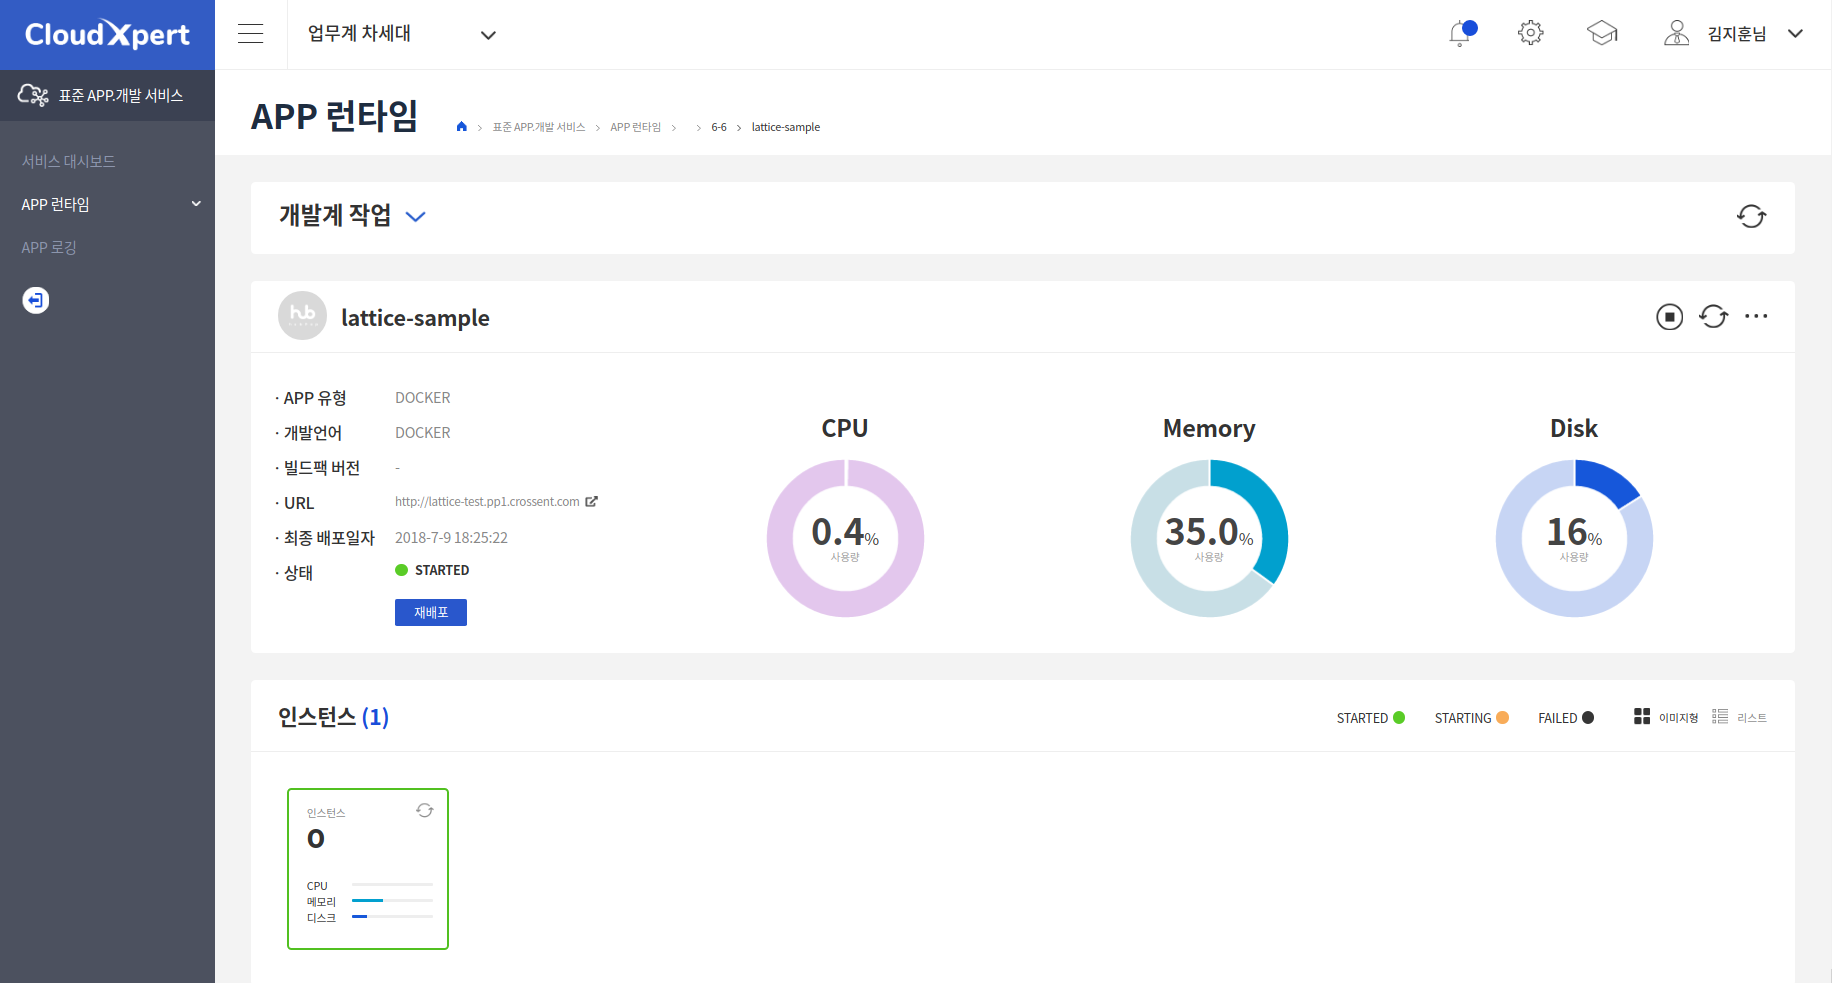 CloudXpert
업무계 차세대
김지훈님
표준 APP.개발 서비스
서비스 대시보드
APP 런타임
APP 로깅
APP 런타임
표준 APP.개발 서비스 > APP 런타임 > > 6-6 > lattice-sample
개발계 작업
hub
lattice-sample
· APP 유형 DOCKER
· 개발언어 DOCKER
· 빌드팩 버전 -
· URL http://lattice-test.pp1.crossent.com
· 최종 배포일자 2018-7-9 18:25:22
· 상태 STARTED
재배포
CPU
0.4%
사용량
Memory
35.0%
사용량
Disk
16%
사용량
인스턴스 (1)
STARTED STARTING FAILED 이미지형 리스트
인스턴스
0
CPU
메모리
디스크